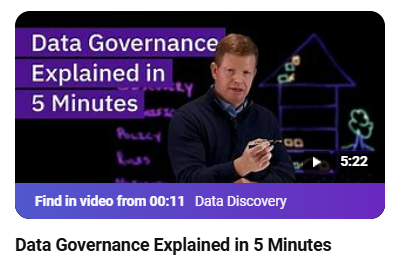 Data Governance
Explained in
5 Minutes
DISCOVERY
POLICY
5:22
Find in video from 00:11 Data Discovery
Data Governance Explained in 5 Minutes